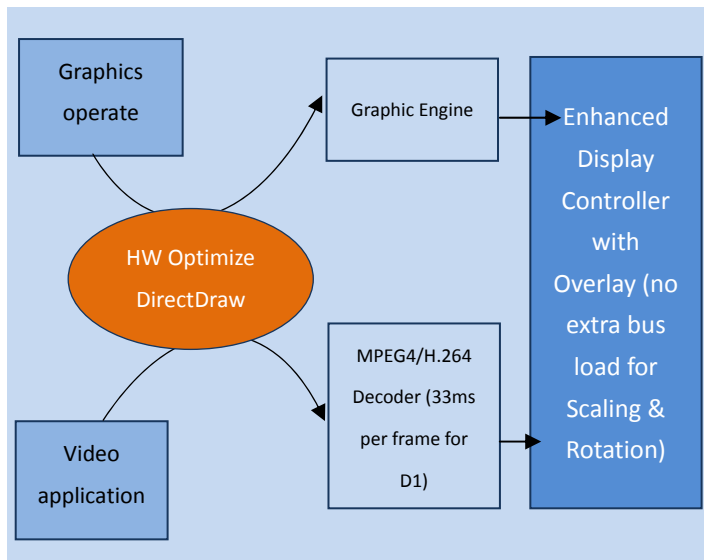 Graphics
operate
Graphic Engine
Enhanced
Display
Controller
with
Overlay (no
extra bus
load for
Scaling &
Rotation)
HW Optimize
DirectDraw
MPEG4/H.264
Decoder (33ms
per frame for
D1)
Video
application